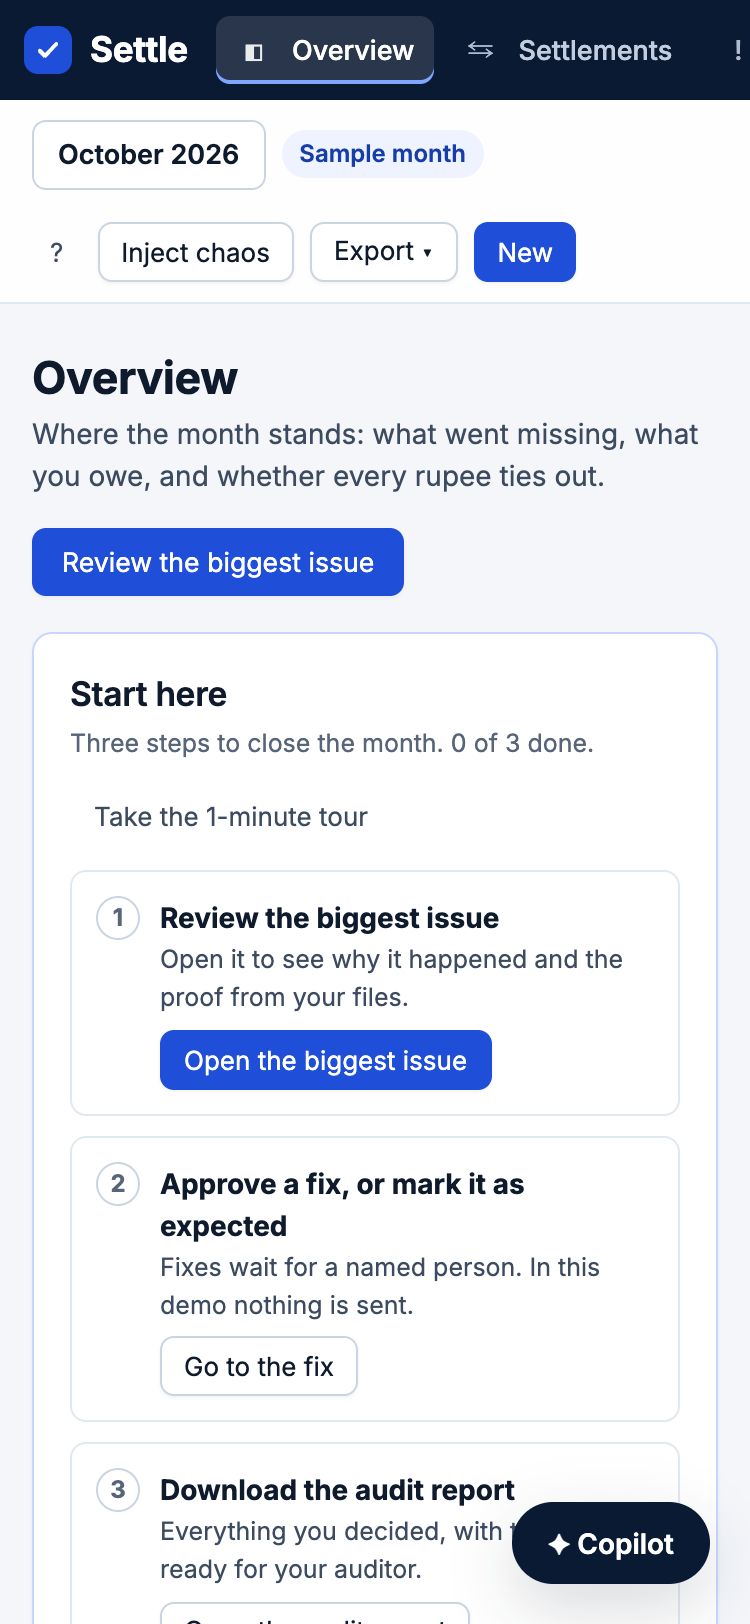 Settle
Overview
Settlements
October 2026
Sample month
?
Inject chaos
Export ▾
New
Overview
Where the month stands: what went missing, what
you owe, and whether every rupee ties out.
Review the biggest issue
Start here
Three steps to close the month. 0 of 3 done.
Take the 1-minute tour
1
Review the biggest issue
Open it to see why it happened and the
proof from your files.
Open the biggest issue
2
Approve a fix, or mark it as
expected
Fixes wait for a named person. In this
demo nothing is sent.
Go to the fix
3
Download the audit report
Everything you decided, with
ready for your auditor.
Copilot